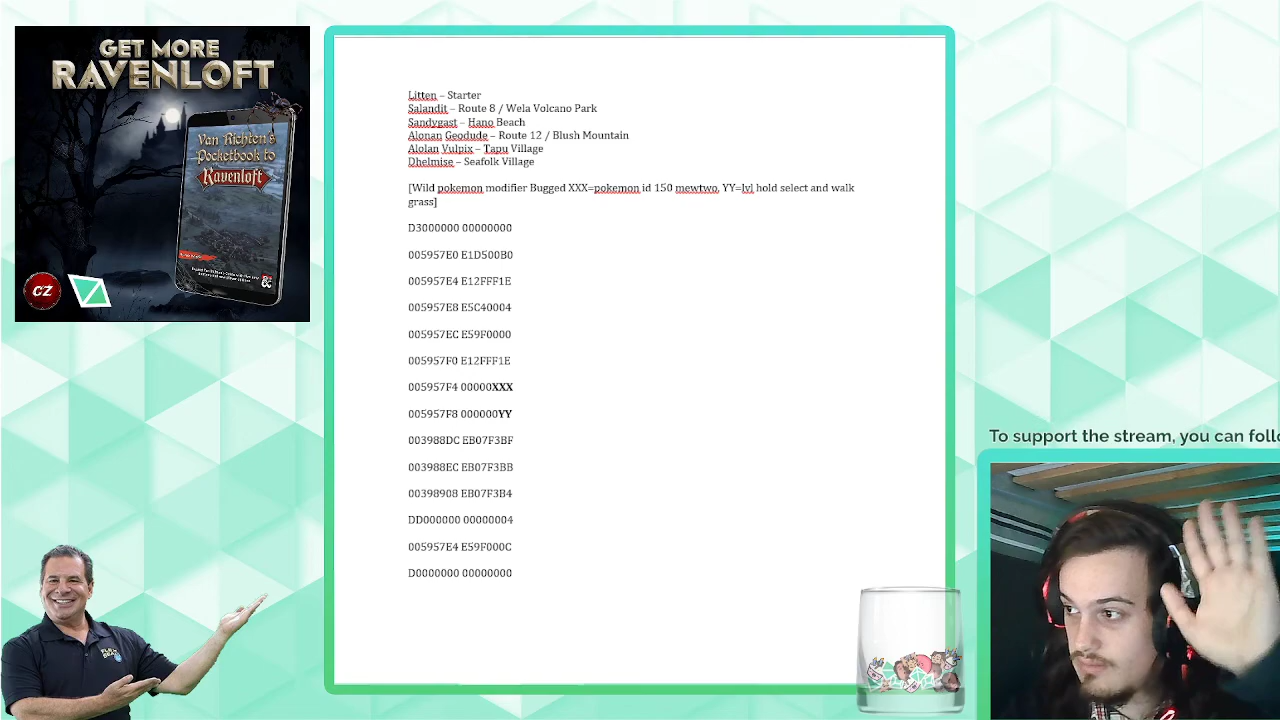 GET MORE
RAVENLOFT
Van Richten's
Pocketbook to
Ravenloft
CZ
Litten – Starter
Salandit – Route 8 / Wela Volcano Park
Sandygast – Hano Beach
Alonan Geodude – Route 12 / Blush Mountain
Alolan Vulpix – Tapu Village
Dhelmise – Seafolk Village
[Wild pokemon modifier Bugged XXX=pokemon id 150 mewtwo, YY=lvl hold select and walk
grass]
D3000000 00000000
005957E0 E1D500B0
005957E4 E12FFF1E
005957E8 E5C40004
005957EC E59F0000
005957F0 E12FFF1E
005957F4 00000XXX
005957F8 000000YY
003988DC EB07F3BF
003988EC EB07F3BB
00398908 EB07F3B4
DD000000 00000004
005957E4 E59F000C
D0000000 00000000
To support the stream, you can follo